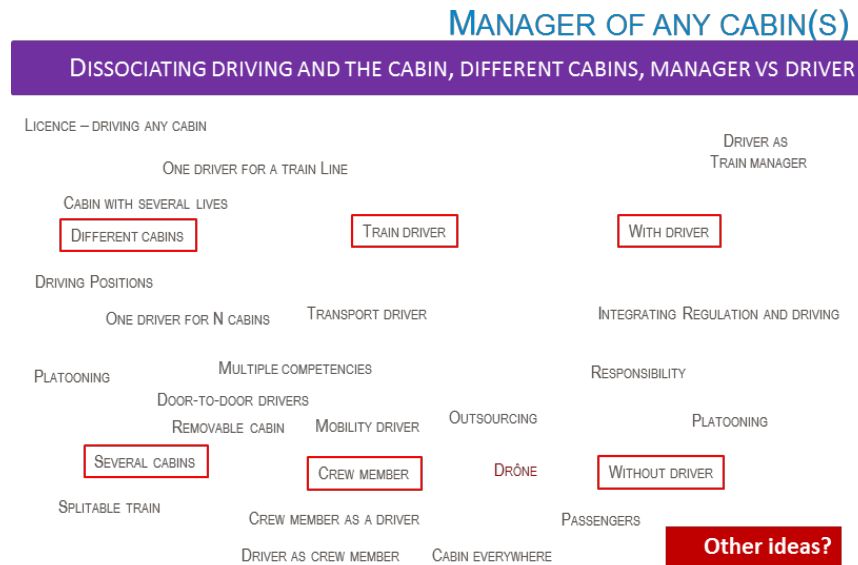 MANAGER OF ANY CABIN(S)
DISSOCIATING DRIVING AND THE CABIN, DIFFERENT CABINS, MANAGER VS DRIVER
LICENCE – DRIVING ANY CABIN
DRIVER AS
TRAIN MANAGER
ONE DRIVER FOR A TRAIN LINE
CABIN WITH SEVERAL LIVES
DIFFERENT CABINS
TRAIN DRIVER
WITH DRIVER
DRIVING POSITIONS
ONE DRIVER FOR N CABINS
TRANSPORT DRIVER
INTEGRATING REGULATION AND DRIVING
PLATOONING
MULTIPLE COMPETENCIES
RESPONSIBILITY
DOOR-TO-DOOR DRIVERS
REMOVABLE CABIN
MOBILITY DRIVER
OUTSOURCING
PLATOONING
SEVERAL CABINS
CREW MEMBER
DRÔNE
WITHOUT DRIVER
SPLITABLE TRAIN
CREW MEMBER AS A DRIVER
PASSENGERS
DRIVER AS CREW MEMBER
CABIN EVERYWHERE
Other ideas?